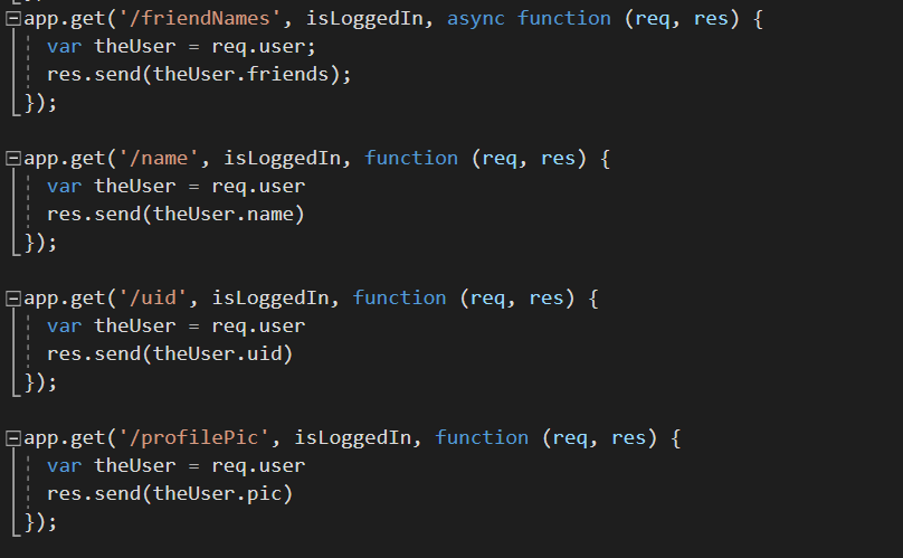 app.get('/friendNames', isLoggedIn, async function (req, res) {
  var theUser = req.user;
  res.send(theUser.friends);
});

app.get('/name', isLoggedIn, function (req, res) {
  var theUser = req.user
  res.send(theUser.name)
});

app.get('/uid', isLoggedIn, function (req, res) {
  var theUser = req.user
  res.send(theUser.uid)
});

app.get('/profilePic', isLoggedIn, function (req, res) {
  var theUser = req.user
  res.send(theUser.pic)
});